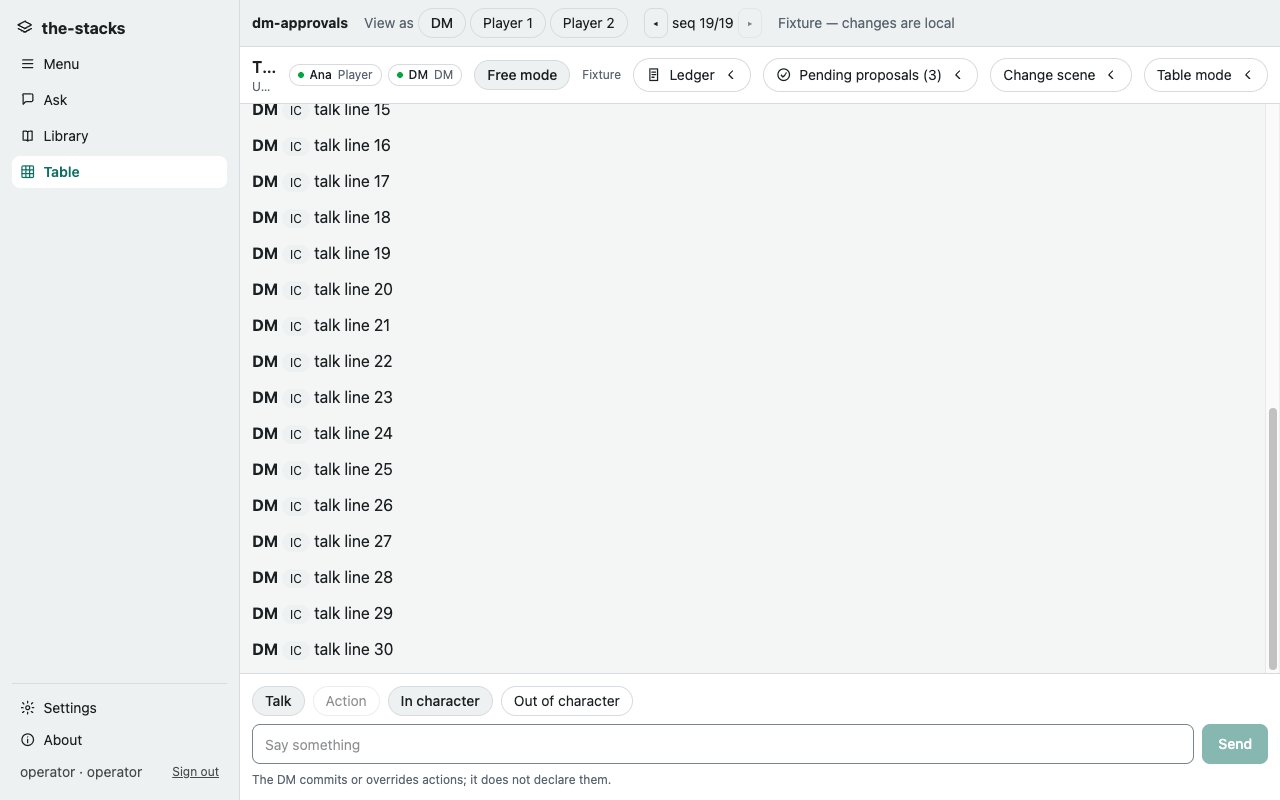 the-stacks
Menu
Ask
Library
Table
Settings
About
operator · operator Sign out
dm-approvals View as DM Player 1 Player 2 seq 19/19 Fixture — changes are local
T...
U...
Ana Player DM DM Free mode Fixture Ledger Pending proposals (3) Change scene Table mode
DM IC talk line 15
DM IC talk line 16
DM IC talk line 17
DM IC talk line 18
DM IC talk line 19
DM IC talk line 20
DM IC talk line 21
DM IC talk line 22
DM IC talk line 23
DM IC talk line 24
DM IC talk line 25
DM IC talk line 26
DM IC talk line 27
DM IC talk line 28
DM IC talk line 29
DM IC talk line 30
Talk Action In character Out of character
Say something Send
The DM commits or overrides actions; it does not declare them.